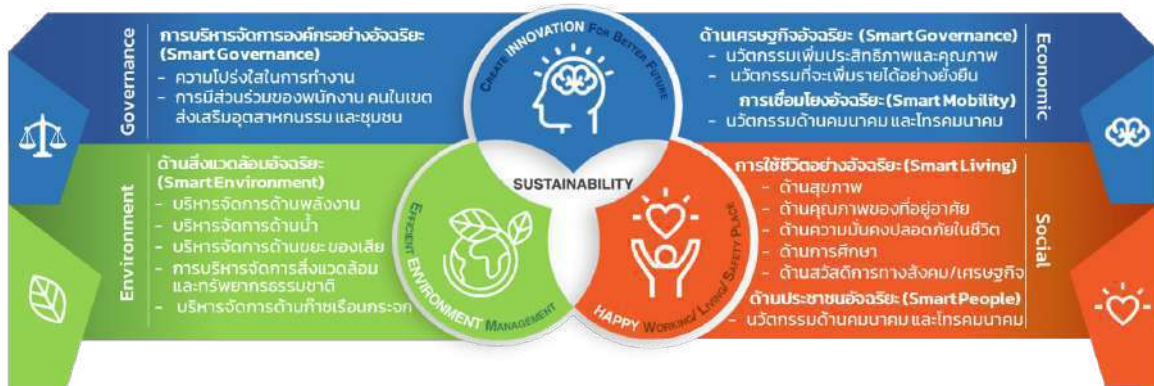 Governance
การบริหารจัดการองค์กรอย่างอัจฉริยะ
(Smart Governance)
- ความโปร่งใสในการทำงาน
- การมีส่วนร่วมของพนักงาน คนในเขต
ส่งเสริมอุตสาหกนรรม และชุมชน
CREATE INNOVATION FOR BETTER FUTURE
ด้านเศรษฐกิจอัจฉริยะ (Smart Governance)
- นวัตกรรมเพิ่มประสิทธิภาพและคุณภาพ
- นวัตกรรมที่จะเพิ่มรายได้อย่างยั่งยืน
การเชื่อมโยงอัจฉริยะ (Smart Mobility)
- นวัตกรรมด้านคมนาคม และโทรคมนาคม
Economic
Environment
ด้านสิ่งแวดล้อมอัจฉริยะ
(Smart Environment)
- บริหารจัดการด้านพลังงาน
- บริหารจัดการด้านน้ำ
- บริหารจัดการด้านขยะ ของเสีย
- การบริหารจัดการสิ่งแวดล้อม
และทรัพยากรธรรมชาติ
- บริหารจัดการด้านก๊าซเรือนกระจก
SUSTAINABILITY
EFFICIENT ENVIRONMENT MANAGEMENT
HAPPY WORKING/ LIVING/ SAFETY PLACE
การใช้ชีวิตอย่างอัจฉริยะ (Smart Living)
- ด้านสุขภาพ
- ด้านคุณภาพของที่อยู่อาศัย
- ด้านความมั่นคงปลอดภัยในชีวิต
- ด้านการศึกษา
- ด้านสวัสดิการทางสังคม/เศรษฐกิจ
ด้านประชาชนอัจฉริยะ (Smart People)
- นวัตกรรมด้านคมนาคม และโทรคมนาคม
Social